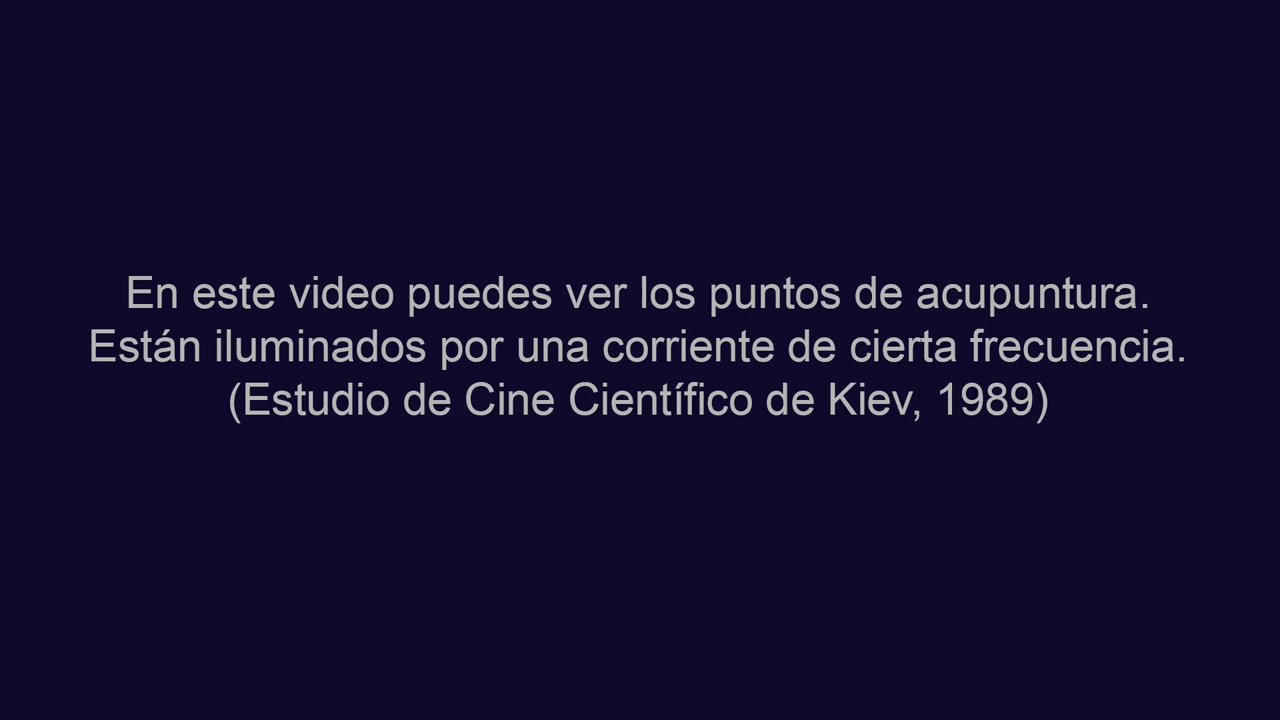 En este video puedes ver los puntos de acupuntura.
Están iluminados por una corriente de cierta frecuencia.
(Estudio de Cine Científico de Kiev, 1989)